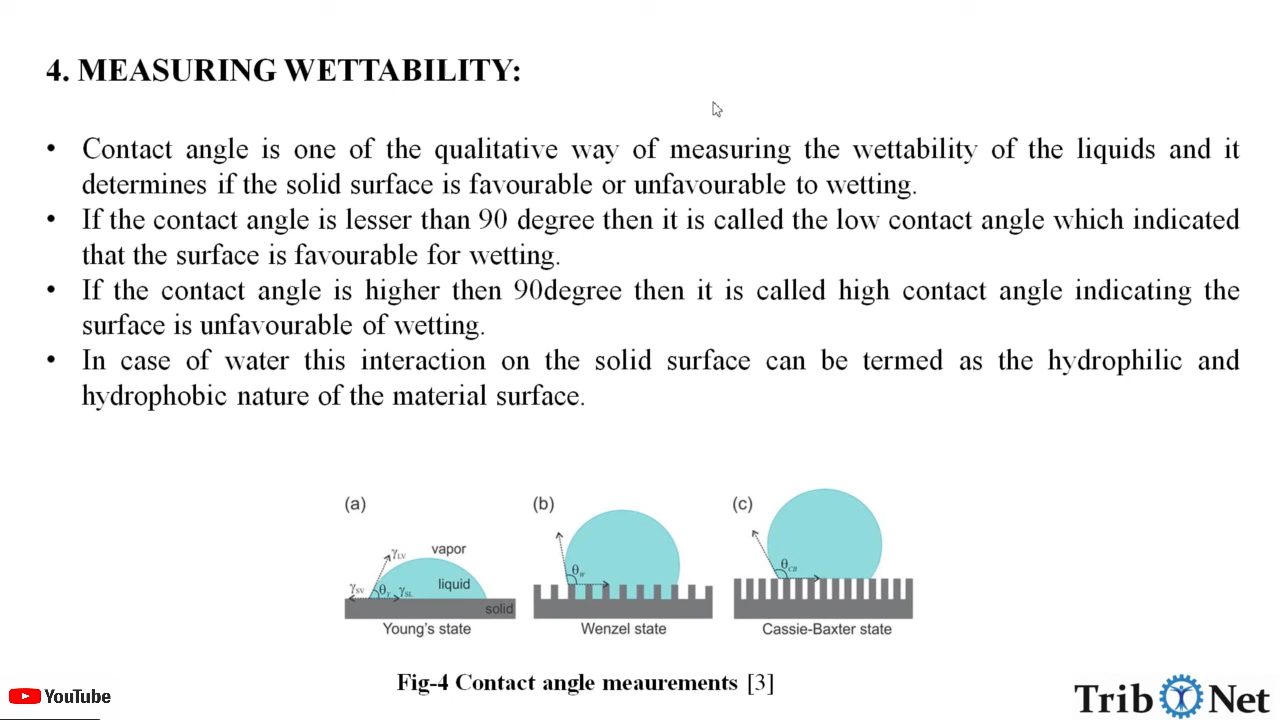 4. MEASURING WETTABILITY:
• Contact angle is one of the qualitative way of measuring the wettability of the liquids and it
determines if the solid surface is favourable or unfavourable to wetting.
• If the contact angle is lesser than 90 degree then it is called the low contact angle which indicated
that the surface is favourable for wetting.
• If the contact angle is higher then 90degree then it is called high contact angle indicating the
surface is unfavourable of wetting.
• In case of water this interaction on the solid surface can be termed as the hydrophilic and
hydrophobic nature of the material surface.
(a)
γLV
vapor
γSV
θY
γSL
liquid
solid
Young's state
(b)
θW
Wenzel state
(c)
θCB
Cassie-Baxter state
Fig-4 Contact angle meaurements [3]
YouTube
Trib Net